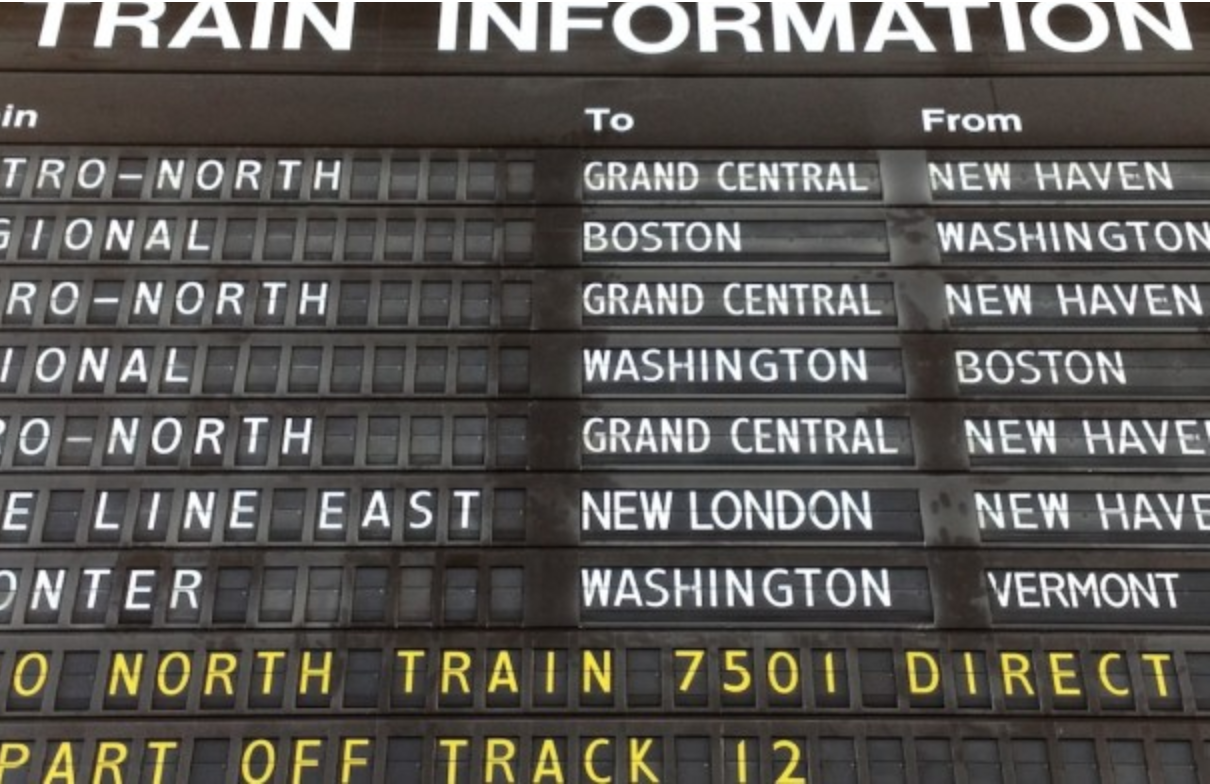 TRAIN INFORMATION
in To From
TRO-NORTH GRAND CENTRAL NEW HAVEN
GIONAL BOSTON WASHINGTON
RO-NORTH GRAND CENTRAL NEW HAVEN
IONAL WASHINGTON BOSTON
RO-NORTH GRAND CENTRAL NEW HAVE
E LINE EAST NEW LONDON NEW HAVE
ONTER WASHINGTON VERMONT
O NORTH TRAIN 7501 DIRECT
PART OFF TRACK 12